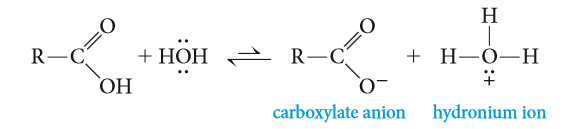 O O H
R—C + HÖH ⇌ R—C + H—O—H
OH O− +
carboxylate anion hydronium ion